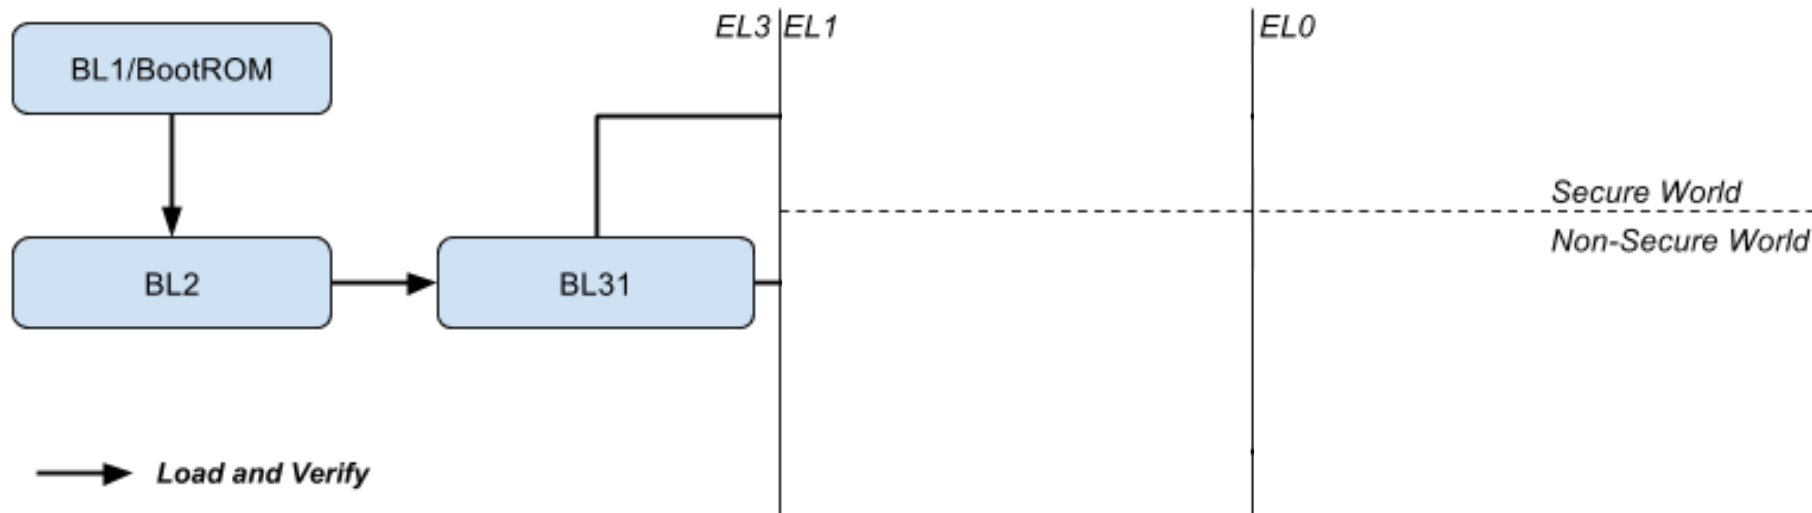 EL3
EL1
EL0
BL1/BootROM
Secure World
Non-Secure World
BL2
BL31
Load and Verify